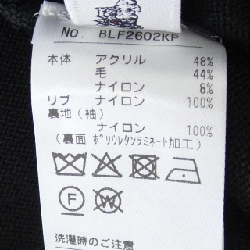 No. BLF2602KP
本体 アクリル 48%
毛 44%
ナイロン 8%
リブ ナイロン 100%
裏地(袖)
ナイロン 100%
(裏面 ポリウレタンラミネート加工)
洗濯時のご注意